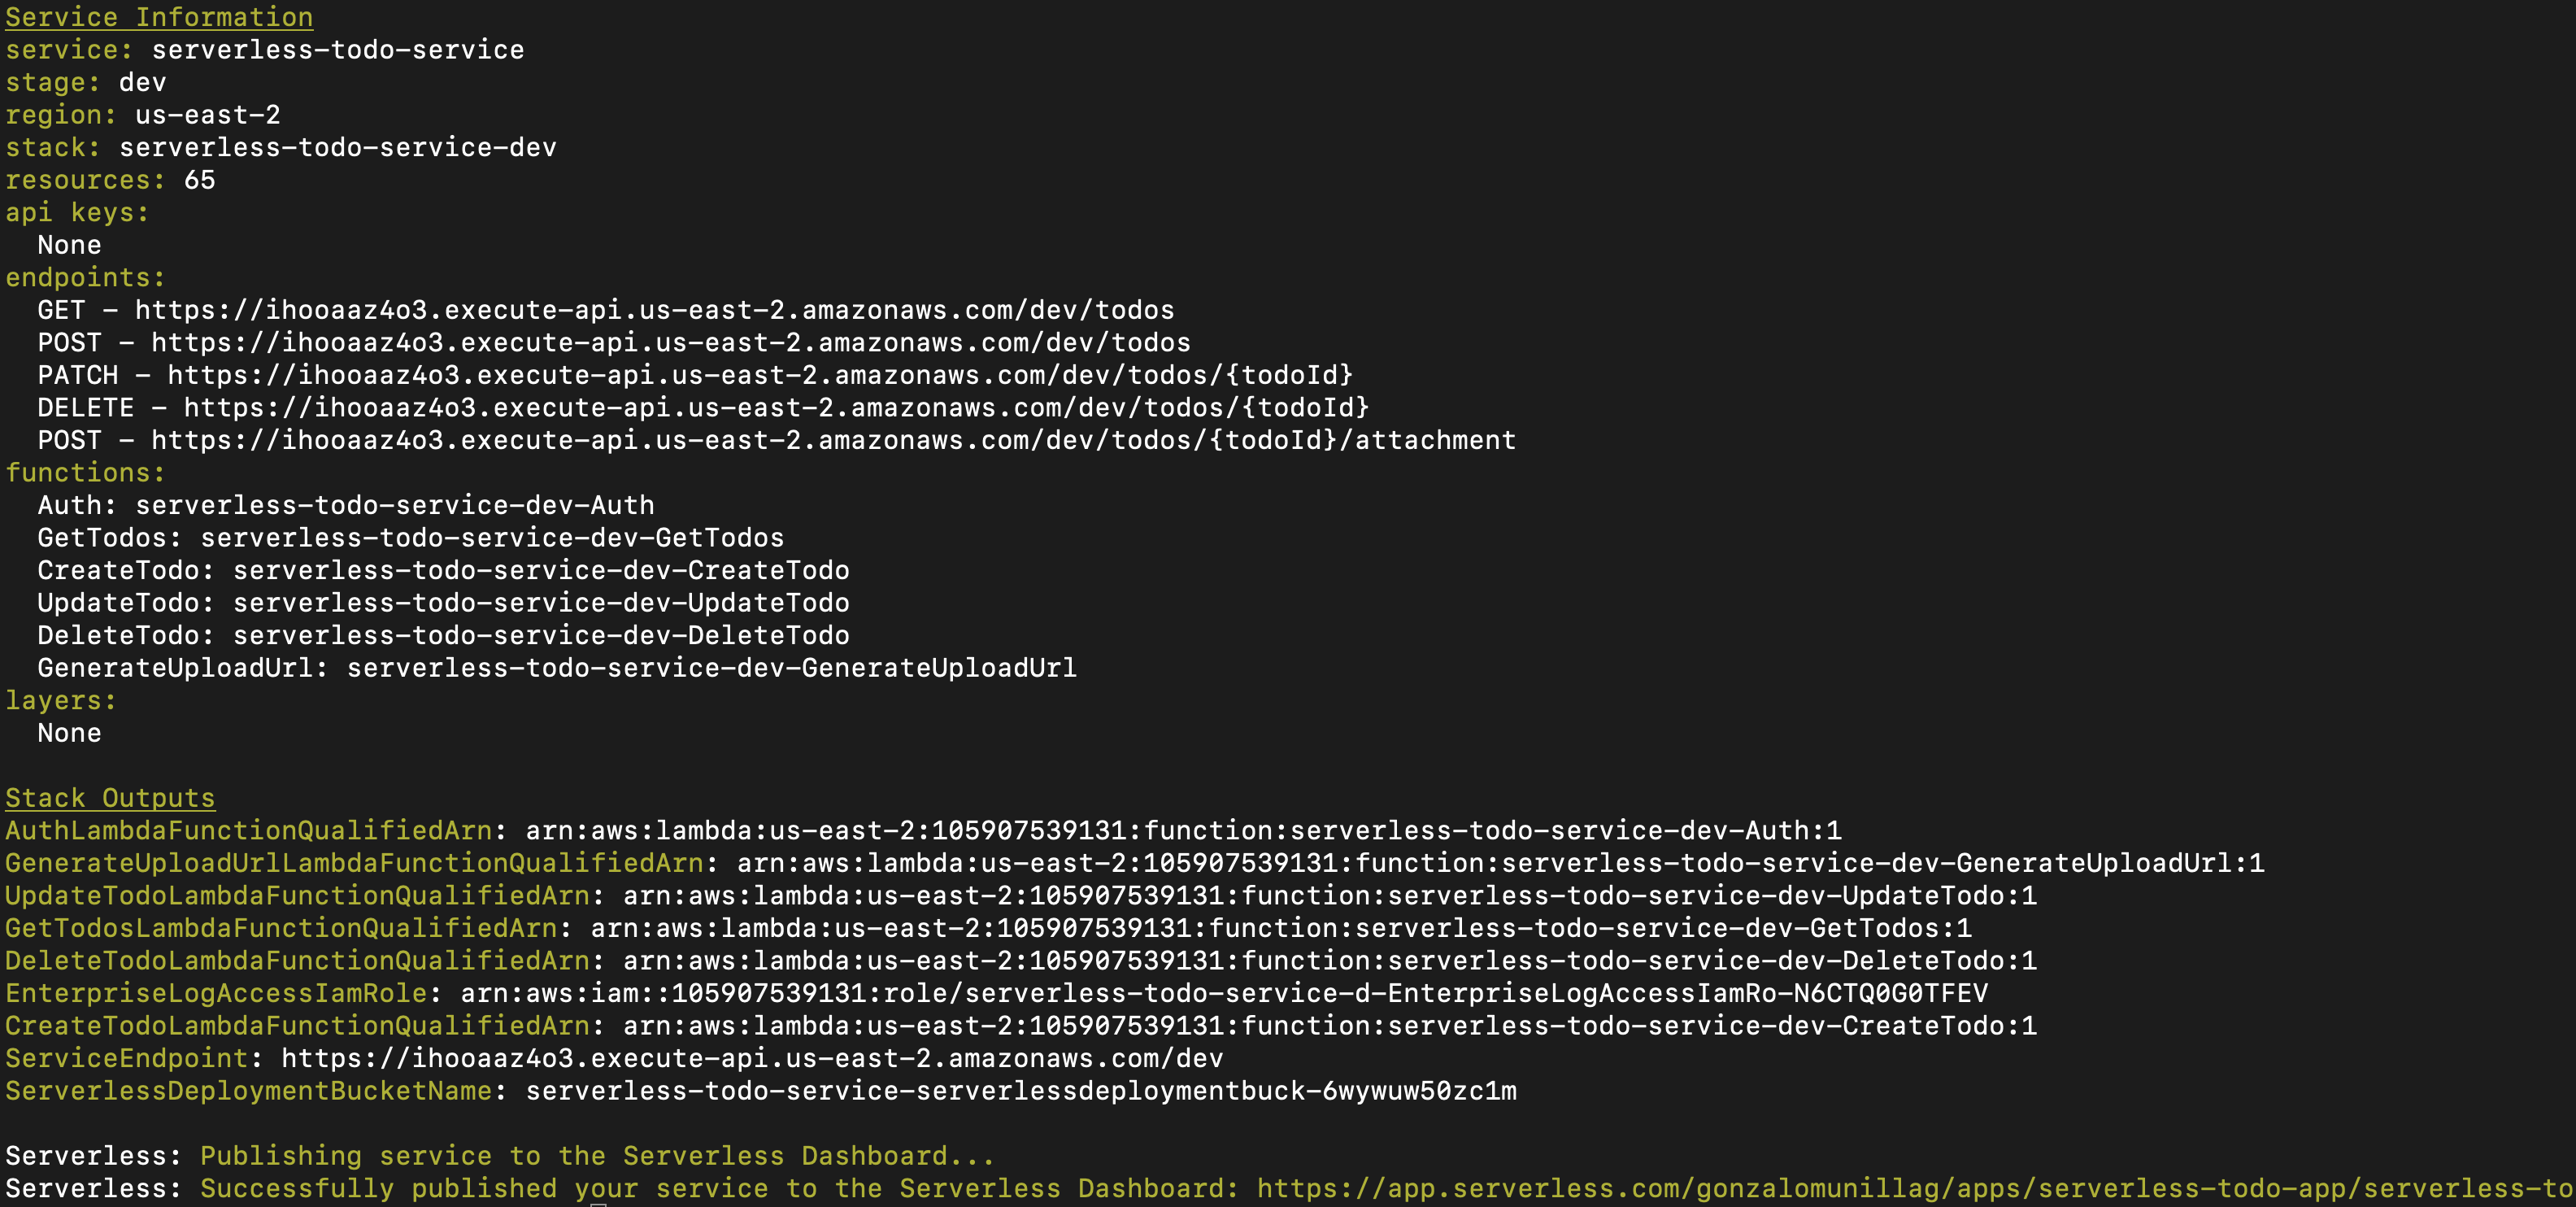 Service Information
service: serverless-todo-service
stage: dev
region: us-east-2
stack: serverless-todo-service-dev
resources: 65
api keys:
  None
endpoints:
  GET - https://ihooaaz4o3.execute-api.us-east-2.amazonaws.com/dev/todos
  POST - https://ihooaaz4o3.execute-api.us-east-2.amazonaws.com/dev/todos
  PATCH - https://ihooaaz4o3.execute-api.us-east-2.amazonaws.com/dev/todos/{todoId}
  DELETE - https://ihooaaz4o3.execute-api.us-east-2.amazonaws.com/dev/todos/{todoId}
  POST - https://ihooaaz4o3.execute-api.us-east-2.amazonaws.com/dev/todos/{todoId}/attachment
functions:
  Auth: serverless-todo-service-dev-Auth
  GetTodos: serverless-todo-service-dev-GetTodos
  CreateTodo: serverless-todo-service-dev-CreateTodo
  UpdateTodo: serverless-todo-service-dev-UpdateTodo
  DeleteTodo: serverless-todo-service-dev-DeleteTodo
  GenerateUploadUrl: serverless-todo-service-dev-GenerateUploadUrl
layers:
  None

Stack Outputs
AuthLambdaFunctionQualifiedArn: arn:aws:lambda:us-east-2:105907539131:function:serverless-todo-service-dev-Auth:1
GenerateUploadUrlLambdaFunctionQualifiedArn: arn:aws:lambda:us-east-2:105907539131:function:serverless-todo-service-dev-GenerateUploadUrl:1
UpdateTodoLambdaFunctionQualifiedArn: arn:aws:lambda:us-east-2:105907539131:function:serverless-todo-service-dev-UpdateTodo:1
GetTodosLambdaFunctionQualifiedArn: arn:aws:lambda:us-east-2:105907539131:function:serverless-todo-service-dev-GetTodos:1
DeleteTodoLambdaFunctionQualifiedArn: arn:aws:lambda:us-east-2:105907539131:function:serverless-todo-service-dev-DeleteTodo:1
EnterpriseLogAccessIamRole: arn:aws:iam::105907539131:role/serverless-todo-service-d-EnterpriseLogAccessIamRo-N6CTQ0G0TFEV
CreateTodoLambdaFunctionQualifiedArn: arn:aws:lambda:us-east-2:105907539131:function:serverless-todo-service-dev-CreateTodo:1
ServiceEndpoint: https://ihooaaz4o3.execute-api.us-east-2.amazonaws.com/dev
ServerlessDeploymentBucketName: serverless-todo-service-serverlessdeploymentbuck-6wywuw50zc1m

Serverless: Publishing service to the Serverless Dashboard...
Serverless: Successfully published your service to the Serverless Dashboard: https://app.serverless.com/gonzalomunillag/apps/serverless-todo-app/serverless-to